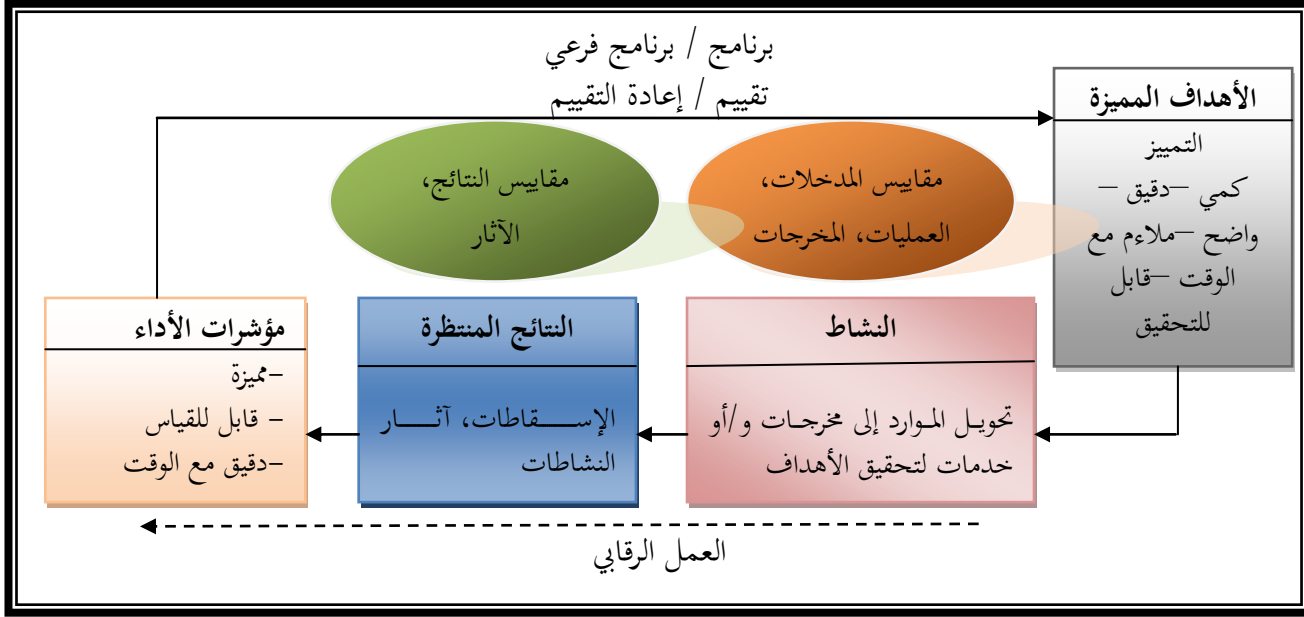 برنامج / برنامج فرعي
تقييم / إعادة التقييم
الأهداف المميزة
التمييز
كمي –دقيق –
واضح –ملاءم مع
الوقت –قابل
للتحقيق
مقاييس المدخلات،
العمليات، المخرجات
مقاييس النتائج،
الآثار
النشاط
تحويل الموارد إلى مخرجات و/أو
خدمات لتحقيق الأهداف
النتائج المنتظرة
الإسقاطات، آثار
النشاطات
مؤشرات الأداء
-مميزة
- قابل للقياس
-دقيق مع الوقت
العمل الرقابي